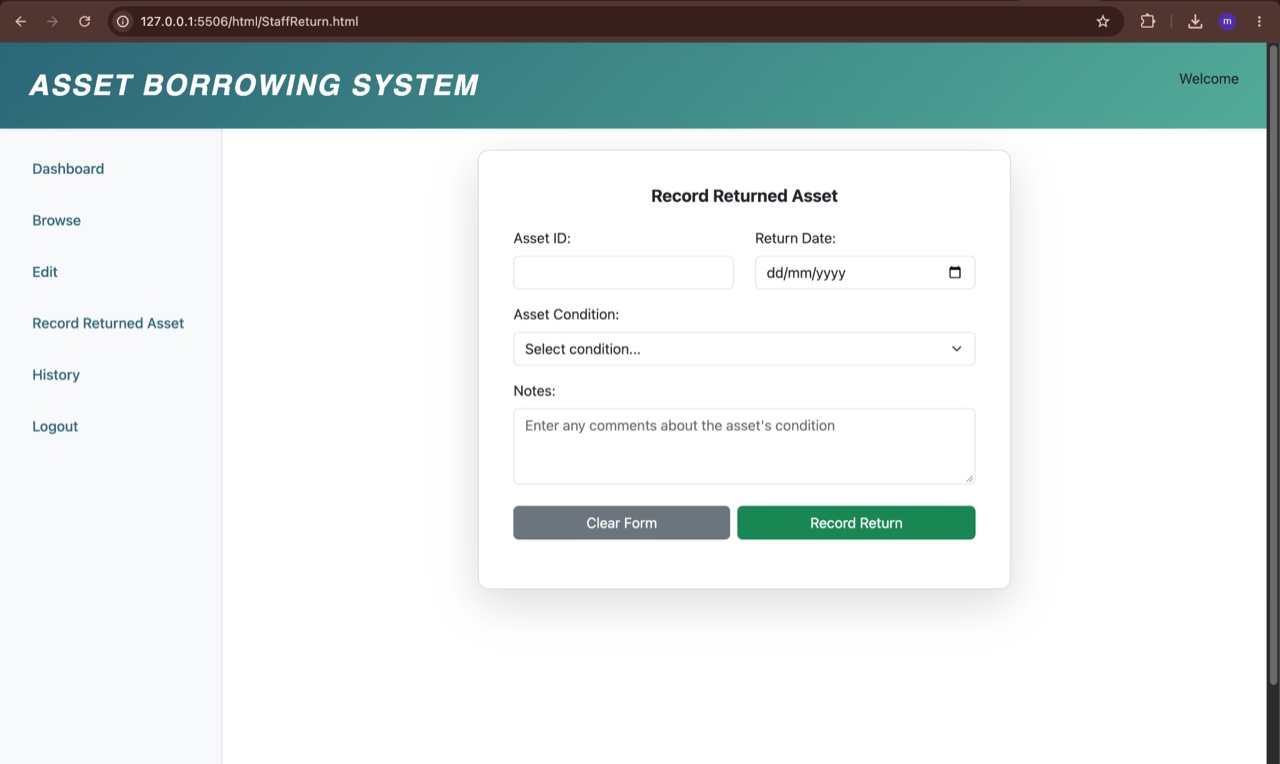 127.0.0.1:5506/html/StaffReturn.html
m
ASSET BORROWING SYSTEM
Welcome
Dashboard
Browse
Edit
Record Returned Asset
History
Logout
Record Returned Asset
Asset ID:
Return Date:
dd/mm/yyyy
Asset Condition:
Select condition...
Notes:
Enter any comments about the asset's condition
Clear Form
Record Return